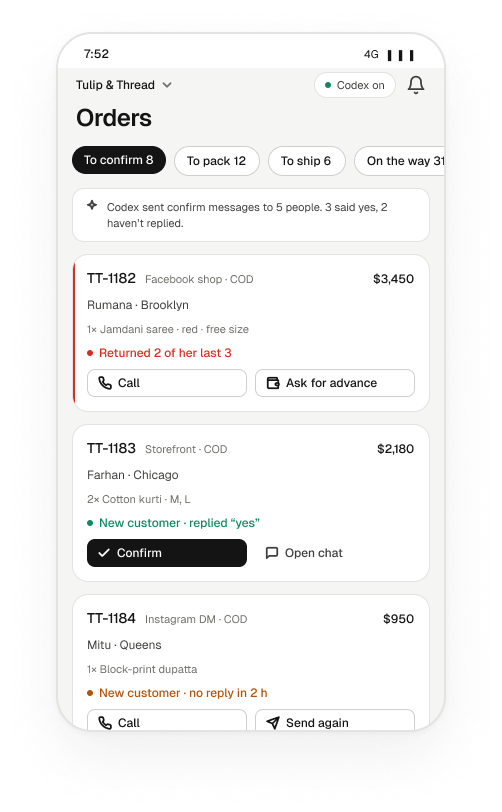 7:52
4G
Tulip & Thread
Codex on
Orders
To confirm 8
To pack 12
To ship 6
On the way 31
Codex sent confirm messages to 5 people. 3 said yes, 2
haven't replied.
TT-1182 Facebook shop · COD $3,450
Rumana · Brooklyn
1× Jamdani saree · red · free size
Returned 2 of her last 3
Call
Ask for advance
TT-1183 Storefront · COD $2,180
Farhan · Chicago
2× Cotton kurti · M, L
New customer · replied “yes”
Confirm
Open chat
TT-1184 Instagram DM · COD $950
Mitu · Queens
1× Block-print dupatta
New customer · no reply in 2 h
Call
Send again